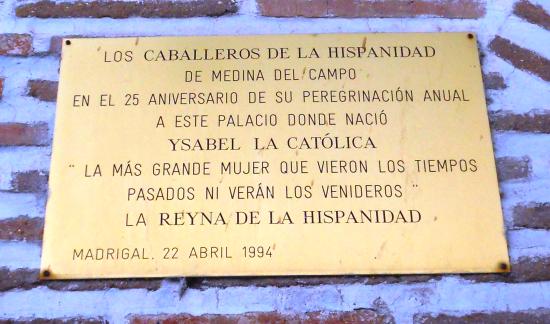 LOS CABALLEROS DE LA HISPANIDAD
DE MEDINA DEL CAMPO
EN EL 25 ANIVERSARIO DE SU PEREGRINACIÓN ANUAL
A ESTE PALACIO DONDE NACIÓ
YSABEL LA CATÓLICA
" LA MÁS GRANDE MUJER QUE VIERON LOS TIEMPOS
PASADOS NI VERÁN LOS VENIDEROS "
LA REYNA DE LA HISPANIDAD
MADRIGAL, 22 ABRIL 1994